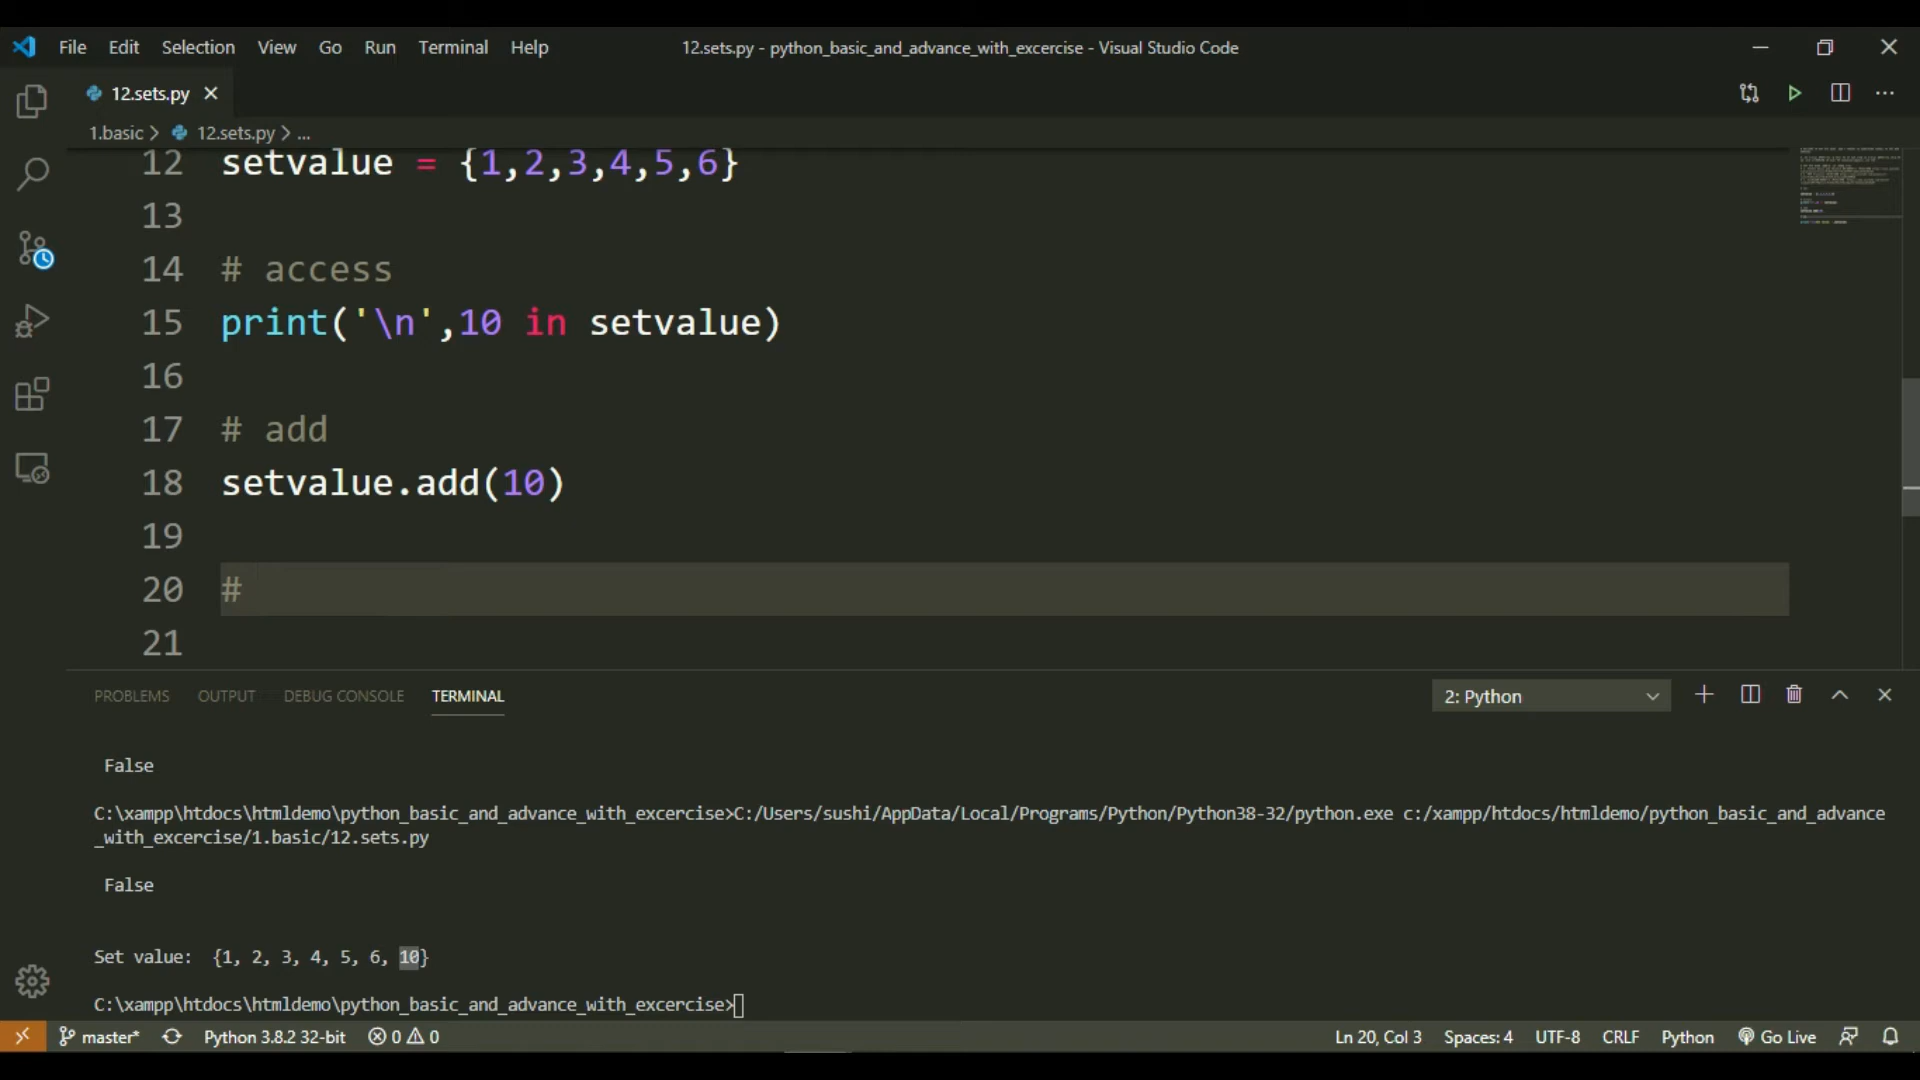 File Edit Selection View Go Run Terminal Help
12.sets.py - python_basic_and_advance_with_excercise - Visual Studio Code
12.sets.py
1.basic > 12.sets.py > ...
12 setvalue = {1,2,3,4,5,6}
13
14 # access
15 print('\n',10 in setvalue)
16
17 # add
18 setvalue.add(10)
19
20 #
21
PROBLEMS OUTPUT DEBUG CONSOLE TERMINAL
2: Python
False
C:\xampp\htdocs\htmldemo\python_basic_and_advance_with_excercise>C:/Users/sushi/AppData/Local/Programs/Python/Python38-32/python.exe c:/xampp/htdocs/htmldemo/python_basic_and_advance
_with_excercise/1.basic/12.sets.py
False
Set value:  {1, 2, 3, 4, 5, 6, 10}
C:\xampp\htdocs\htmldemo\python_basic_and_advance_with_excercise>
master* Python 3.8.2 32-bit 0 0 Ln 20, Col 3 Spaces: 4 UTF-8 CRLF Python Go Live